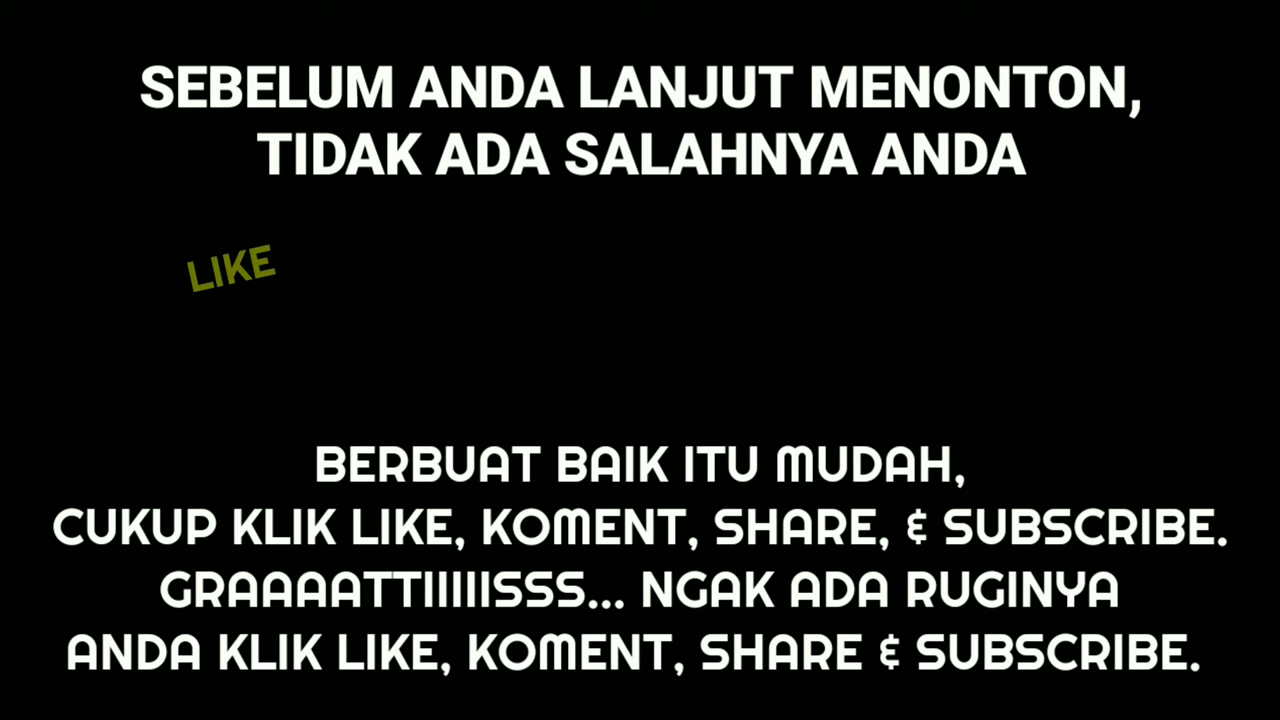 SEBELUM ANDA LANJUT MENONTON,
TIDAK ADA SALAHNYA ANDA
LIKE
BERBUAT BAIK ITU MUDAH,
CUKUP KLIK LIKE, KOMENT, SHARE, & SUBSCRIBE.
GRAAAATTIIIIISSS... NGAK ADA RUGINYA
ANDA KLIK LIKE, KOMENT, SHARE & SUBSCRIBE.